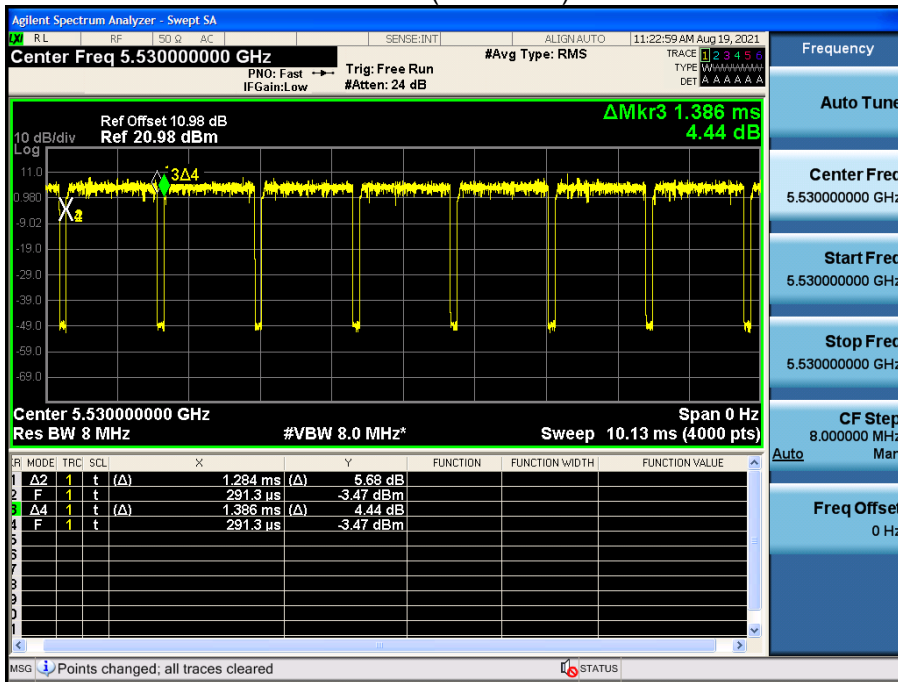 Agilent Spectrum Analyzer - Swept SA
LXI RL RF 50 Ω AC SENSE:INT ALIGN AUTO 11:22:59 AM Aug 19, 2021
Center Freq 5.530000000 GHz
PNO: Fast
IFGain:Low
Trig: Free Run
#Atten: 24 dB
#Avg Type: RMS
TRACE 1 2 3 4 5 6
TYPE WWWWWW
DET A A A A A A
Frequency
ΔMkr3 1.386 ms
4.44 dB
Ref Offset 10.98 dB
10 dB/div Ref 20.98 dBm
Log
11.0
0.980
-9.02
-19.0
-29.0
-39.0
-49.0
-59.0
-69.0
3Δ4
Center 5.530000000 GHz
Span 0 Hz
Res BW 8 MHz
#VBW 8.0 MHz*
Sweep 10.13 ms (4000 pts)
MODE TRC SCL X Y FUNCTION FUNCTION WIDTH FUNCTION VALUE
1 Δ2 1 t (Δ) 1.284 ms (Δ) 5.68 dB
2 F 1 t 291.3 µs -3.47 dBm
3 Δ4 1 t (Δ) 1.386 ms (Δ) 4.44 dB
4 F 1 t 291.3 µs -3.47 dBm
Auto Tune
Center Freq
5.530000000 GHz
Start Freq
5.530000000 GHz
Stop Freq
5.530000000 GHz
CF Step
8.000000 MHz
Auto Man
Freq Offset
0 Hz
MSG Points changed; all traces cleared
STATUS